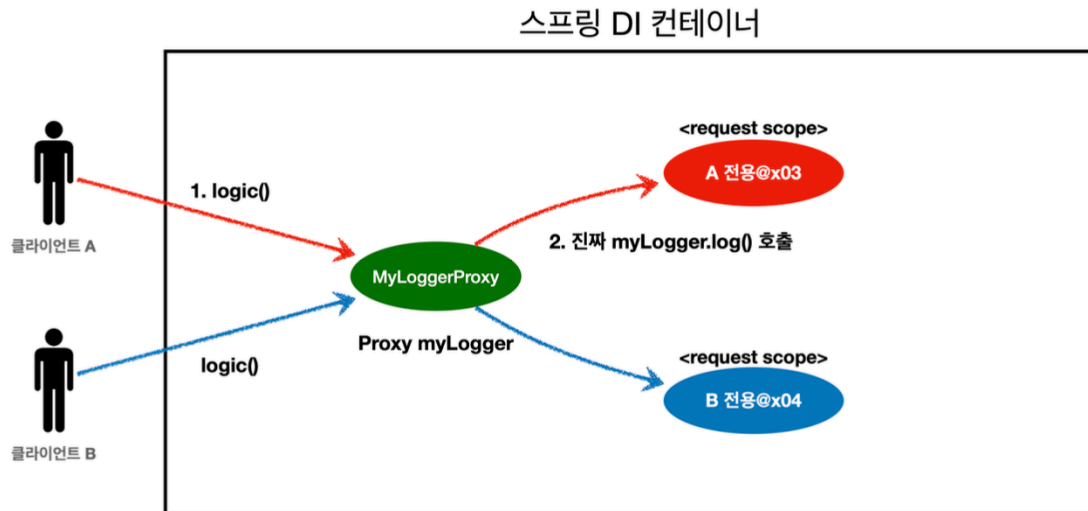 스프링 DI 컨테이너
<request scope>
A 전용@x03
1. logic()
클라이언트 A
2. 진짜 myLogger.log() 호출
MyLoggerProxy
Proxy myLogger
logic()
<request scope>
B 전용@x04
클라이언트 B